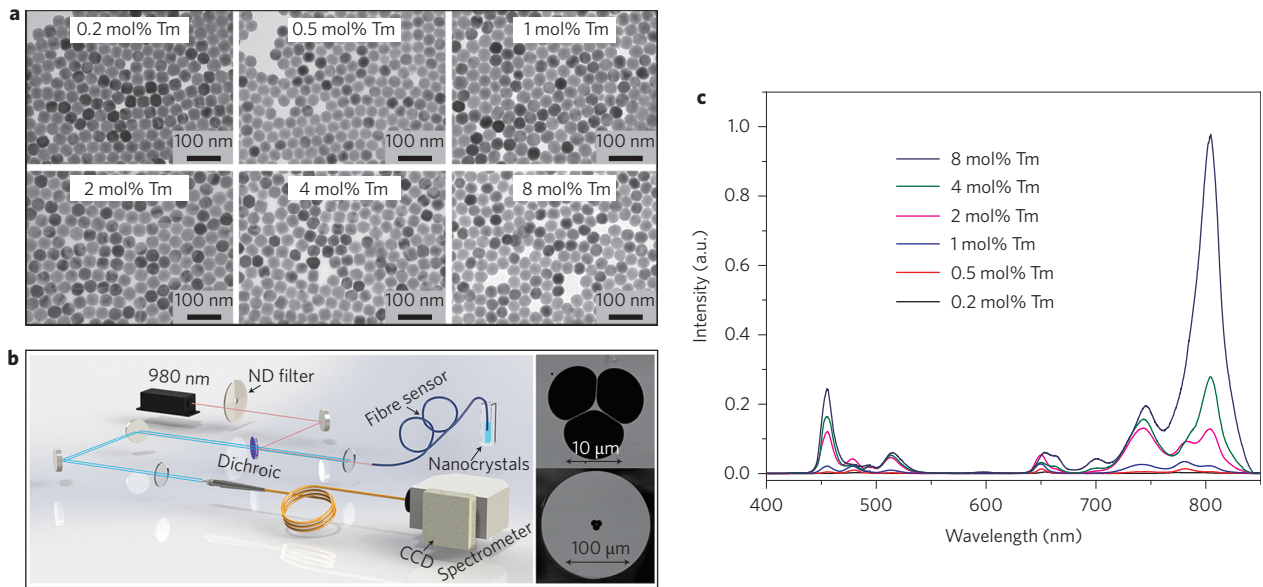 a
0.2 mol% Tm
0.5 mol% Tm
1 mol% Tm
100 nm
100 nm
100 nm
2 mol% Tm
4 mol% Tm
8 mol% Tm
100 nm
100 nm
100 nm
b
980 nm
ND filter
Fibre sensor
Dichroic
Nanocrystals
CCD
Spectrometer
10 µm
100 µm
c
Intensity (a.u.)
1.0
0.8
0.6
0.4
0.2
0.0
8 mol% Tm
4 mol% Tm
2 mol% Tm
1 mol% Tm
0.5 mol% Tm
0.2 mol% Tm
400
500
600
700
800
Wavelength (nm)